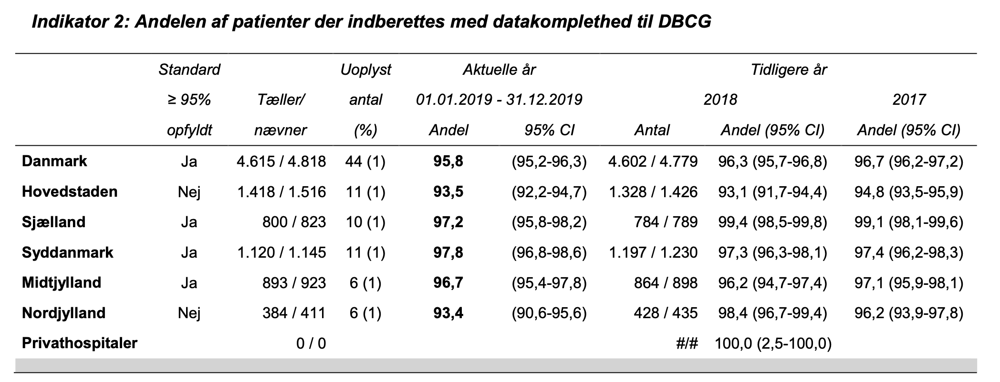 Indikator 2: Andelen af patienter der indberettes med datakomplethed til DBCG
Standard Uoplyst Aktuelle år Tidligere år
≥ 95% Tæller/ antal 01.01.2019 - 31.12.2019 2018 2017
opfyldt nævner (%) Andel 95% CI Antal Andel (95% CI) Andel (95% CI)
Danmark Ja 4.615 / 4.818 44 (1) 95,8 (95,2-96,3) 4.602 / 4.779 96,3 (95,7-96,8) 96,7 (96,2-97,2)
Hovedstaden Nej 1.418 / 1.516 11 (1) 93,5 (92,2-94,7) 1.328 / 1.426 93,1 (91,7-94,4) 94,8 (93,5-95,9)
Sjælland Ja 800 / 823 10 (1) 97,2 (95,8-98,2) 784 / 789 99,4 (98,5-99,8) 99,1 (98,1-99,6)
Syddanmark Ja 1.120 / 1.145 11 (1) 97,8 (96,8-98,6) 1.197 / 1.230 97,3 (96,3-98,1) 97,4 (96,2-98,3)
Midtjylland Ja 893 / 923 6 (1) 96,7 (95,4-97,8) 864 / 898 96,2 (94,7-97,4) 97,1 (95,9-98,1)
Nordjylland Nej 384 / 411 6 (1) 93,4 (90,6-95,6) 428 / 435 98,4 (96,7-99,4) 96,2 (93,9-97,8)
Privathospitaler 0 / 0 #/# 100,0 (2,5-100,0)